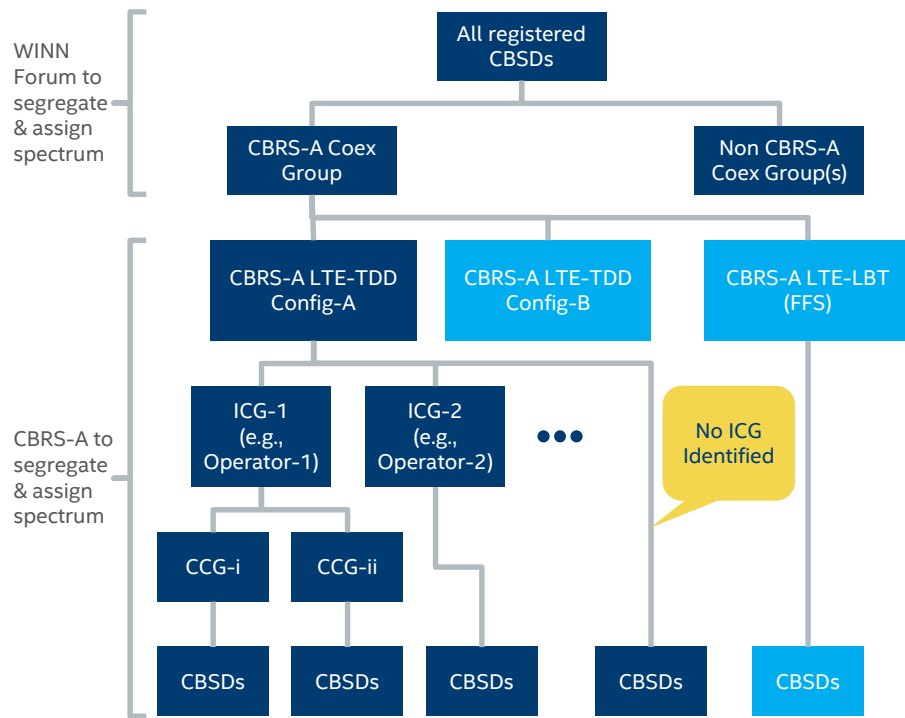 All registered
CBSDs
WINN
Forum to
segregate
& assign
spectrum
CBRS-A Coex
Group
Non CBRS-A
Coex Group(s)
CBRS-A LTE-TDD
Config-A
CBRS-A LTE-TDD
Config-B
CBRS-A LTE-LBT
(FFS)
CBRS-A to
segregate
& assign
spectrum
ICG-1
(e.g.,
Operator-1)
ICG-2
(e.g.,
Operator-2)
•••
No ICG
Identified
CCG-i
CCG-ii
CBSDs
CBSDs
CBSDs
CBSDs
CBSDs